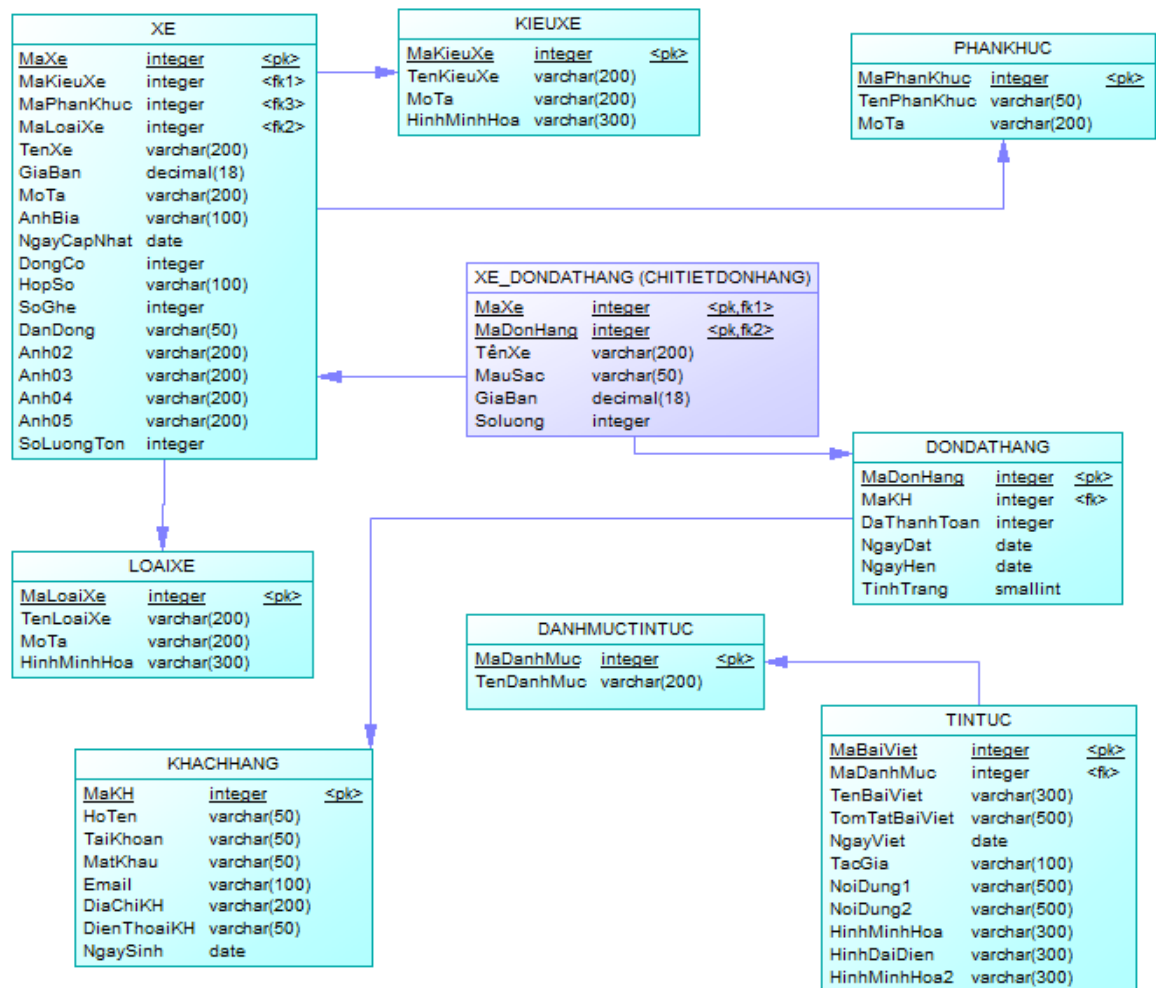 XE
MaXe integer <pk>
MaKieuXe integer <fk1>
MaPhanKhuc integer <fk3>
MaLoaiXe integer <fk2>
TenXe varchar(200)
GiaBan decimal(18)
MoTa varchar(200)
AnhBia varchar(100)
NgayCapNhat date
DongCo integer
HopSo varchar(100)
SoGhe integer
DanDong varchar(50)
Anh02 varchar(200)
Anh03 varchar(200)
Anh04 varchar(200)
Anh05 varchar(200)
SoLuongTon integer
KIEUXE
MaKieuXe integer <pk>
TenKieuXe varchar(200)
MoTa varchar(200)
HinhMinhHoa varchar(300)
PHANKHUC
MaPhanKhuc integer <pk>
TenPhanKhuc varchar(50)
MoTa varchar(200)
XE_DONDATHANG (CHITIETDONHANG)
MaXe integer <pk,fk1>
MaDonHang integer <pk,fk2>
TênXe varchar(200)
MauSac varchar(50)
GiaBan decimal(18)
Soluong integer
DONDATHANG
MaDonHang integer <pk>
MaKH integer <fk>
DaThanhToan integer
NgayDat date
NgayHen date
TinhTrang smallint
LOAIXE
MaLoaiXe integer <pk>
TenLoaiXe varchar(200)
MoTa varchar(200)
HinhMinhHoa varchar(300)
DANHMUCTINTUC
MaDanhMuc integer <pk>
TenDanhMuc varchar(200)
KHACHHANG
MaKH integer <pk>
HoTen varchar(50)
TaiKhoan varchar(50)
MatKhau varchar(50)
Email varchar(100)
DiaChiKH varchar(200)
DienThoaiKH varchar(50)
NgaySinh date
TINTUC
MaBaiViet integer <pk>
MaDanhMuc integer <fk>
TenBaiViet varchar(300)
TomTatBaiViet varchar(500)
NgayViet date
TacGia varchar(100)
NoiDung1 varchar(500)
NoiDung2 varchar(500)
HinhMinhHoa varchar(300)
HinhDaiDien varchar(300)
HinhMinhHoa2 varchar(300)